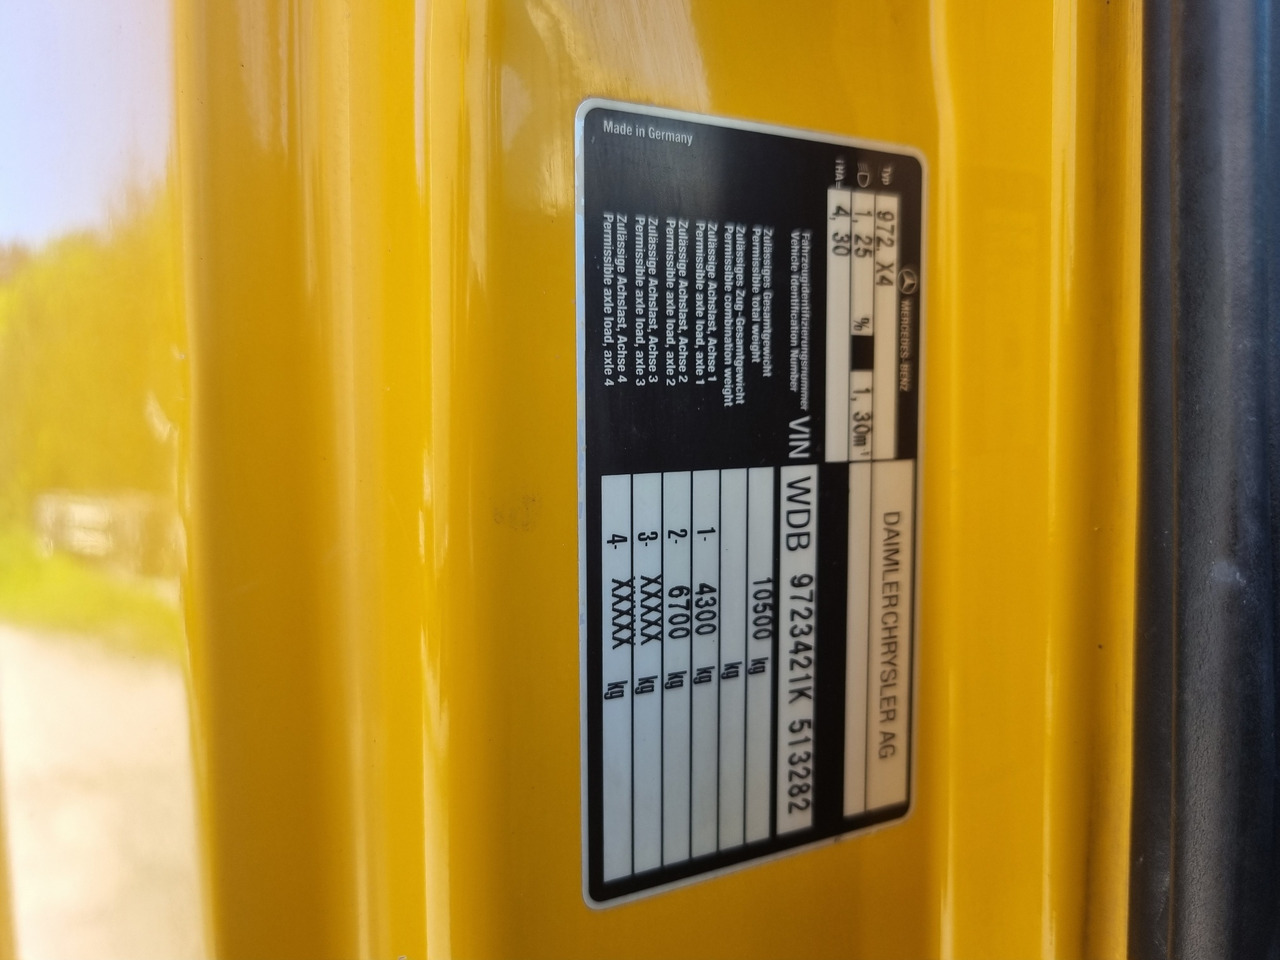 MERCEDES-BENZ
DAIMLERCHRYSLER AG
Typ 972. X4
1, 25 % 1, 30m
iHA= 4, 30
Fahrzeugidentifizierungsnummer
Vehicle Identification Number
VIN WDB 9723421K 513282
Zulässiges Gesamtgewicht
Permissible total weight
10500 kg
Zulässiges Zug-Gesamtgewicht
Permissible combination weight
kg
Zulässige Achslast, Achse 1
Permissible axle load, axle 1
1- 4300 kg
Zulässige Achslast, Achse 2
Permissible axle load, axle 2
2- 6700 kg
Zulässige Achslast, Achse 3
Permissible axle load, axle 3
3- XXXXX kg
Zulässige Achslast, Achse 4
Permissible axle load, axle 4
4- XXXXX kg
Made in Germany